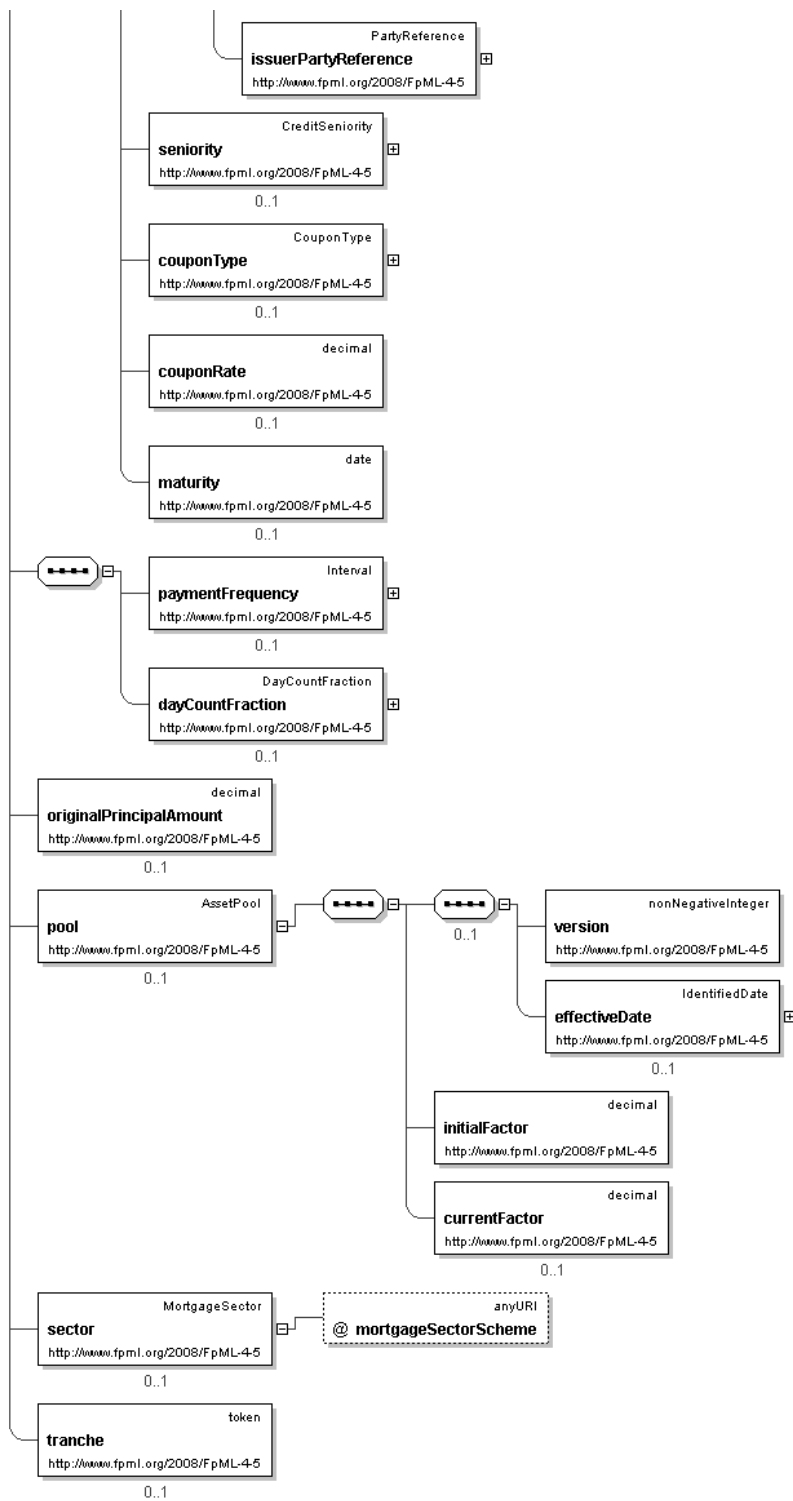 PartyReference
issuerPartyReference
http://www.fpml.org/2008/FpML-4-5
CreditSeniority
seniority
http://www.fpml.org/2008/FpML-4-5
0..1
CouponType
couponType
http://www.fpml.org/2008/FpML-4-5
0..1
decimal
couponRate
http://www.fpml.org/2008/FpML-4-5
0..1
date
maturity
http://www.fpml.org/2008/FpML-4-5
0..1
Interval
paymentFrequency
http://www.fpml.org/2008/FpML-4-5
0..1
DayCountFraction
dayCountFraction
http://www.fpml.org/2008/FpML-4-5
0..1
decimal
originalPrincipalAmount
http://www.fpml.org/2008/FpML-4-5
0..1
AssetPool
pool
http://www.fpml.org/2008/FpML-4-5
0..1
0..1
nonNegativeInteger
version
http://www.fpml.org/2008/FpML-4-5
IdentifiedDate
effectiveDate
http://www.fpml.org/2008/FpML-4-5
0..1
decimal
initialFactor
http://www.fpml.org/2008/FpML-4-5
decimal
currentFactor
http://www.fpml.org/2008/FpML-4-5
0..1
MortgageSector
sector
http://www.fpml.org/2008/FpML-4-5
0..1
anyURI
@ mortgageSectorScheme
token
tranche
http://www.fpml.org/2008/FpML-4-5
0..1